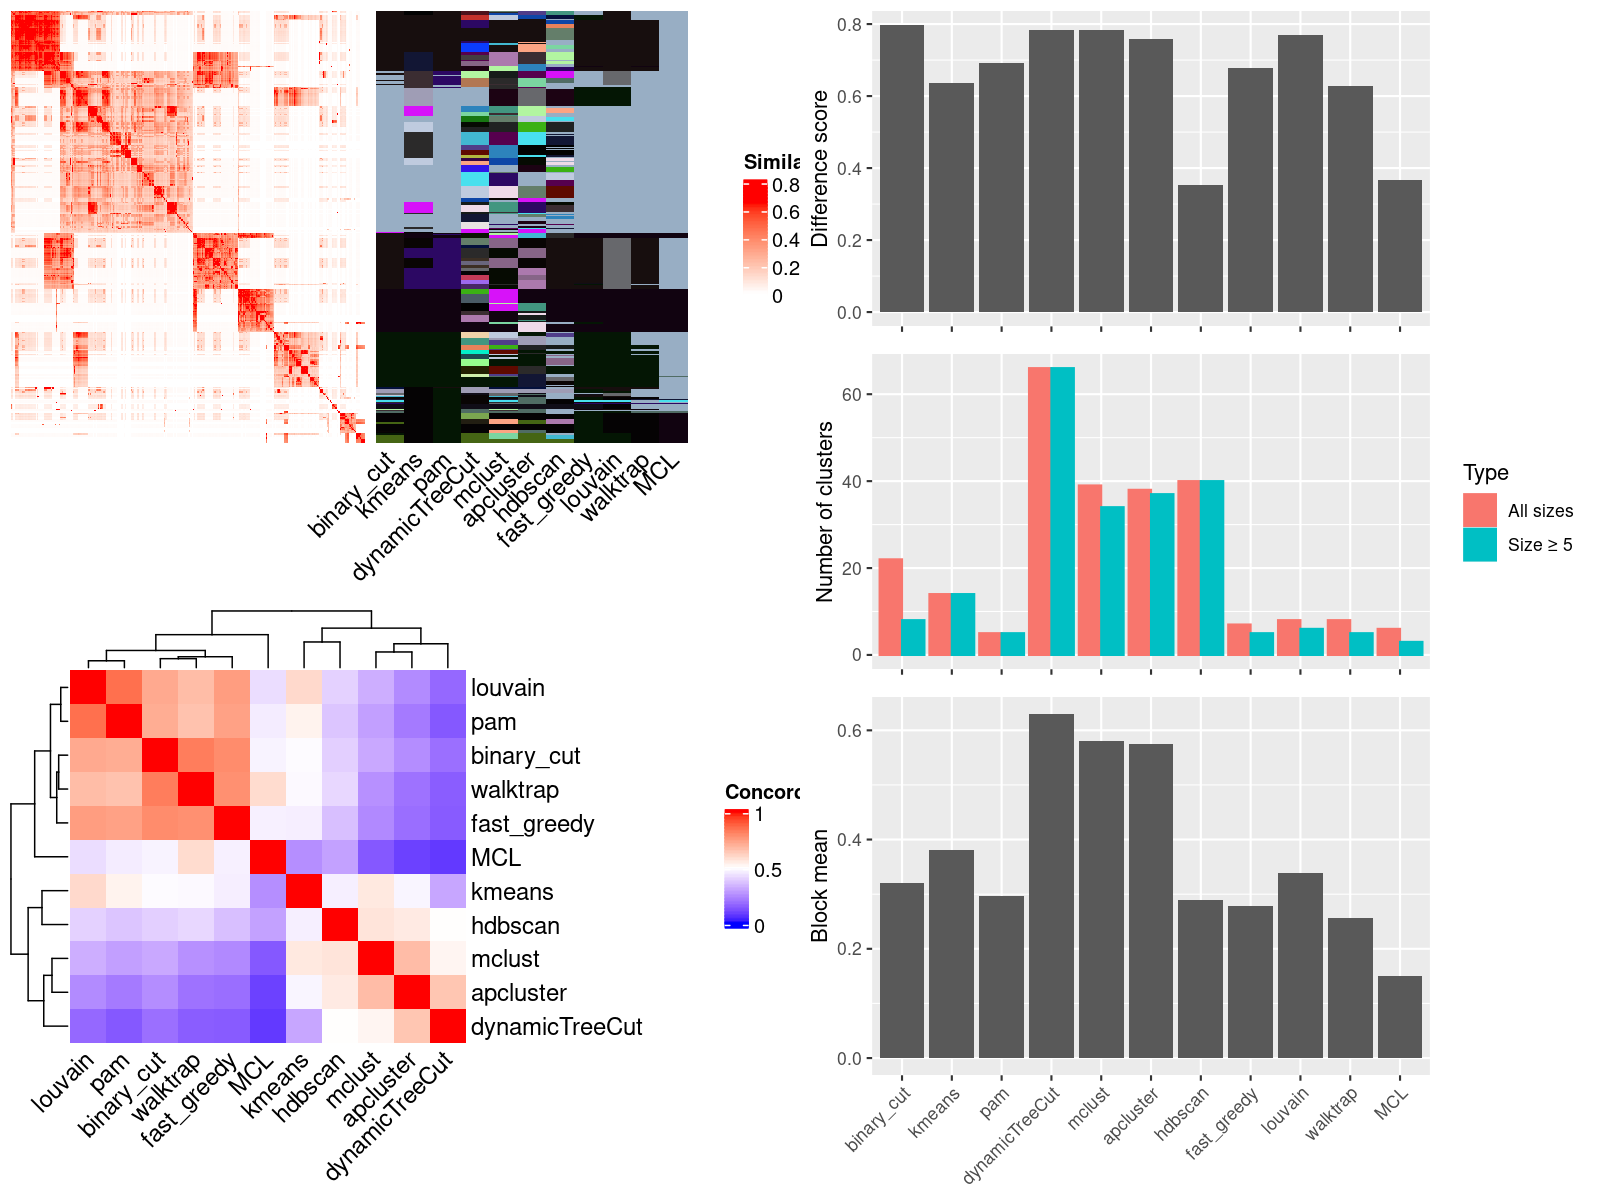 Simila
0.8
0.6
0.4
0.2
0
binary_cut
kmeans
pam
dynamicTreeCut
mclust
apcluster
hdbscan
fast_greedy
louvain
walktrap
MCL
louvain
pam
binary_cut
walktrap
fast_greedy
MCL
kmeans
hdbscan
mclust
apcluster
dynamicTreeCut
louvain
pam
binary_cut
walktrap
fast_greedy
MCL
kmeans
hdbscan
mclust
apcluster
dynamicTreeCut
Concord
1
0.5
0
Difference score
0.8
0.6
0.4
0.2
0.0
Number of clusters
60
40
20
0
Type
All sizes
Size ≥ 5
Block mean
0.6
0.4
0.2
0.0
binary_cut
kmeans
pam
dynamicTreeCut
mclust
apcluster
hdbscan
fast_greedy
louvain
walktrap
MCL